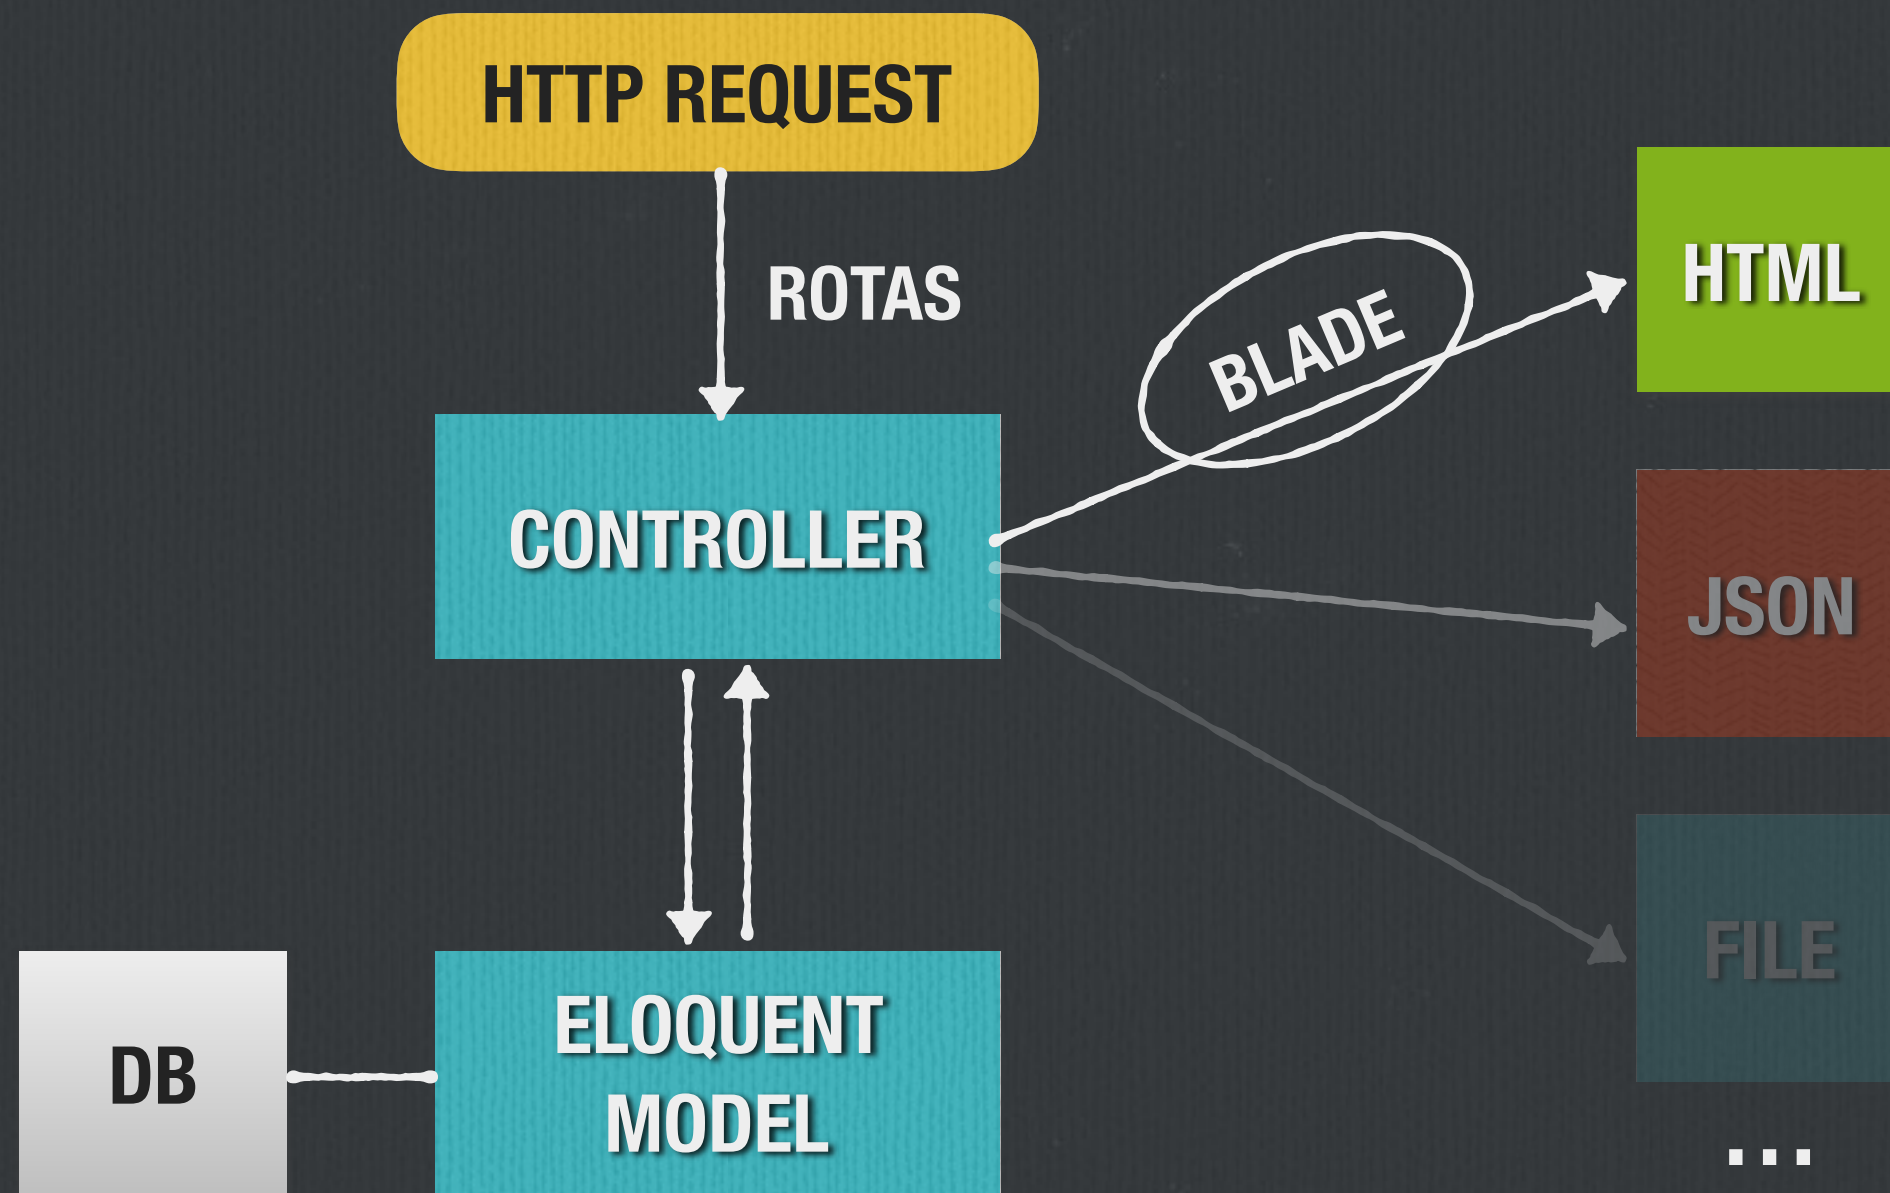 HTTP REQUEST
ROTAS
BLADE
HTML
CONTROLLER
JSON
FILE
DB
ELOQUENT
MODEL
...